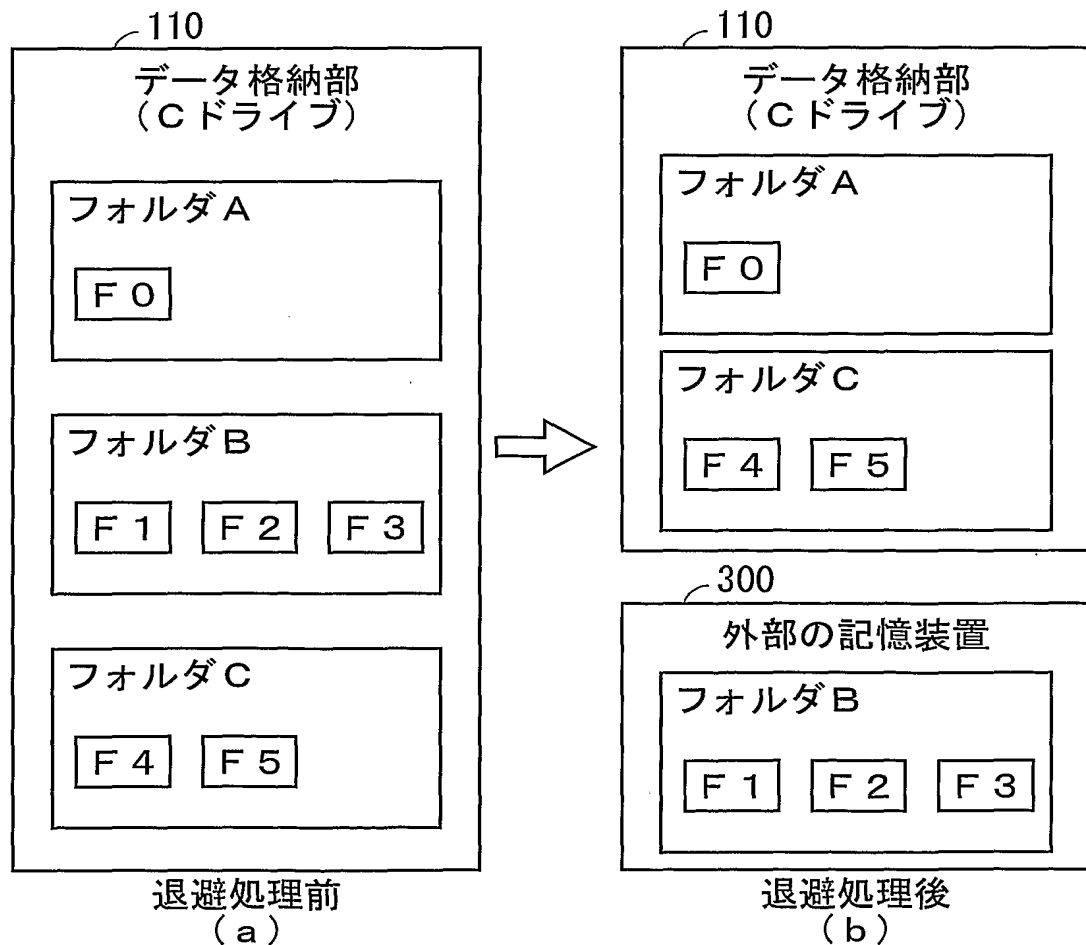 110
データ格納部
(Cドライブ)
フォルダA
F0
フォルダB
F1 F2 F3
フォルダC
F4 F5
退避処理前
(a)
110
データ格納部
(Cドライブ)
フォルダA
F0
フォルダC
F4 F5
300
外部の記憶装置
フォルダB
F1 F2 F3
退避処理後
(b)